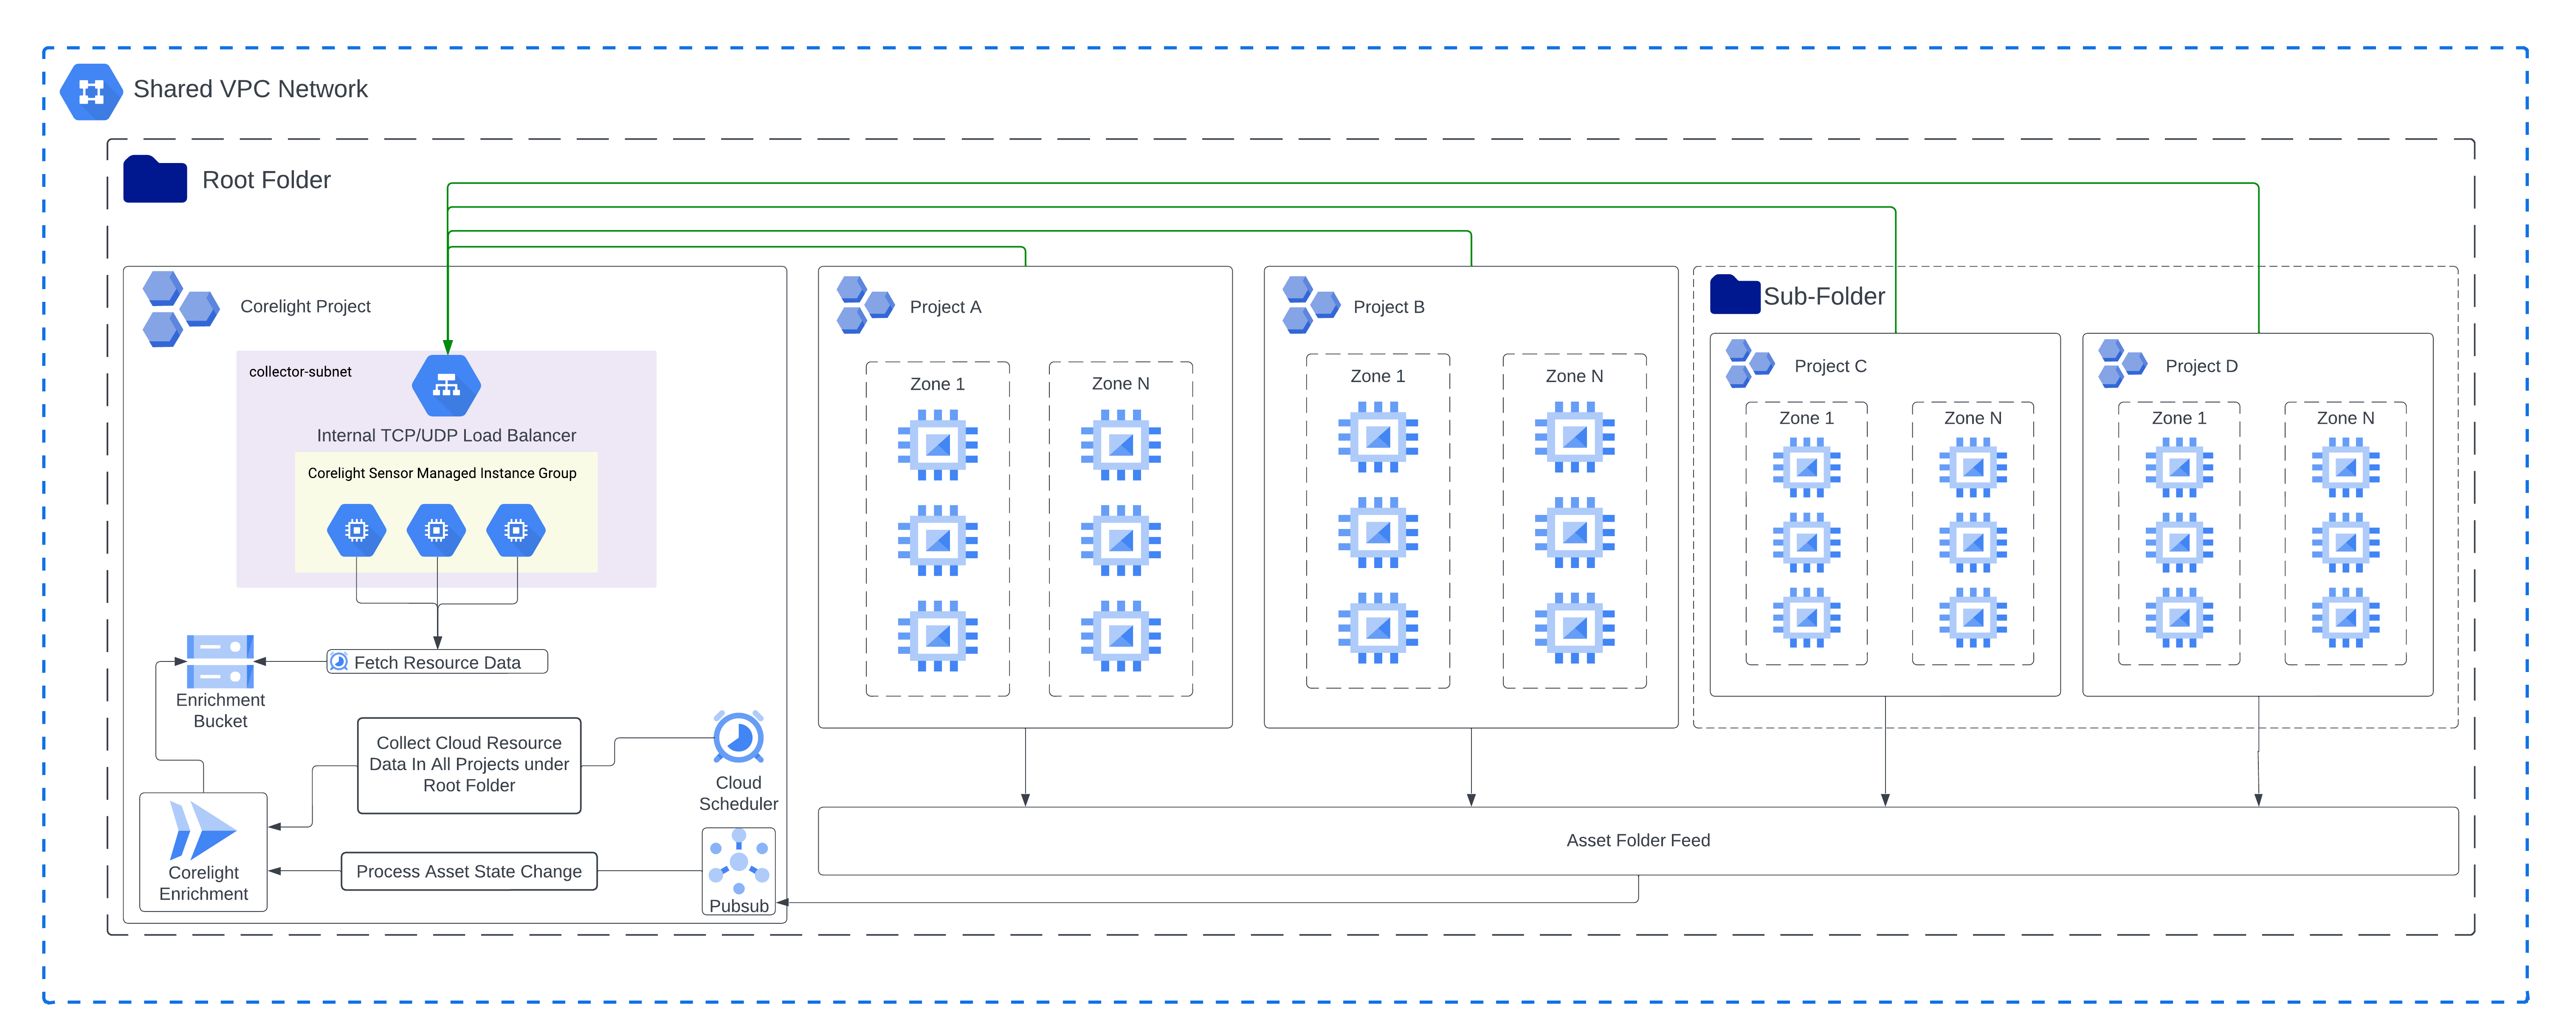 Shared VPC Network
Root Folder
Corelight Project
collector-subnet
Internal TCP/UDP Load Balancer
Corelight Sensor Managed Instance Group
Fetch Resource Data
Enrichment
Bucket
Collect Cloud Resource
Data In All Projects under
Root Folder
Cloud
Scheduler
Corelight
Enrichment
Process Asset State Change
Pubsub
Project A
Zone 1
Zone N
Project B
Zone 1
Zone N
Sub-Folder
Project C
Zone 1
Zone N
Project D
Zone 1
Zone N
Asset Folder Feed